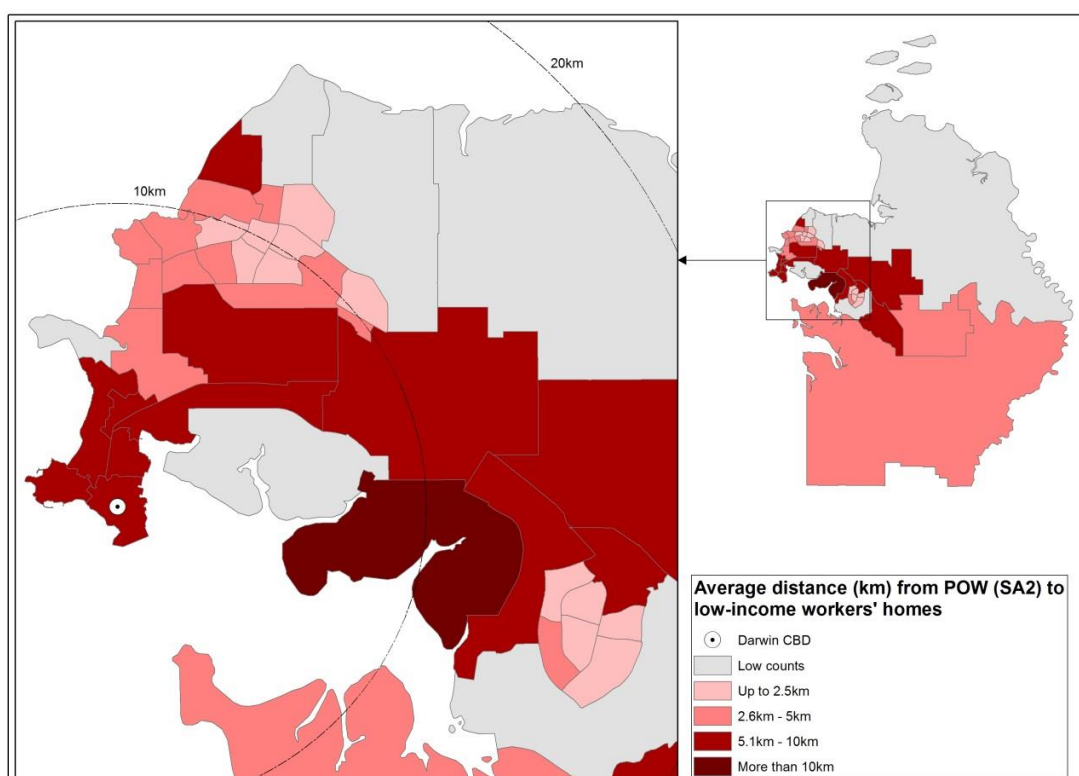 20km
10km
Average distance (km) from POW (SA2) to
low-income workers' homes
Darwin CBD
Low counts
Up to 2.5km
2.6km - 5km
5.1km - 10km
More than 10km